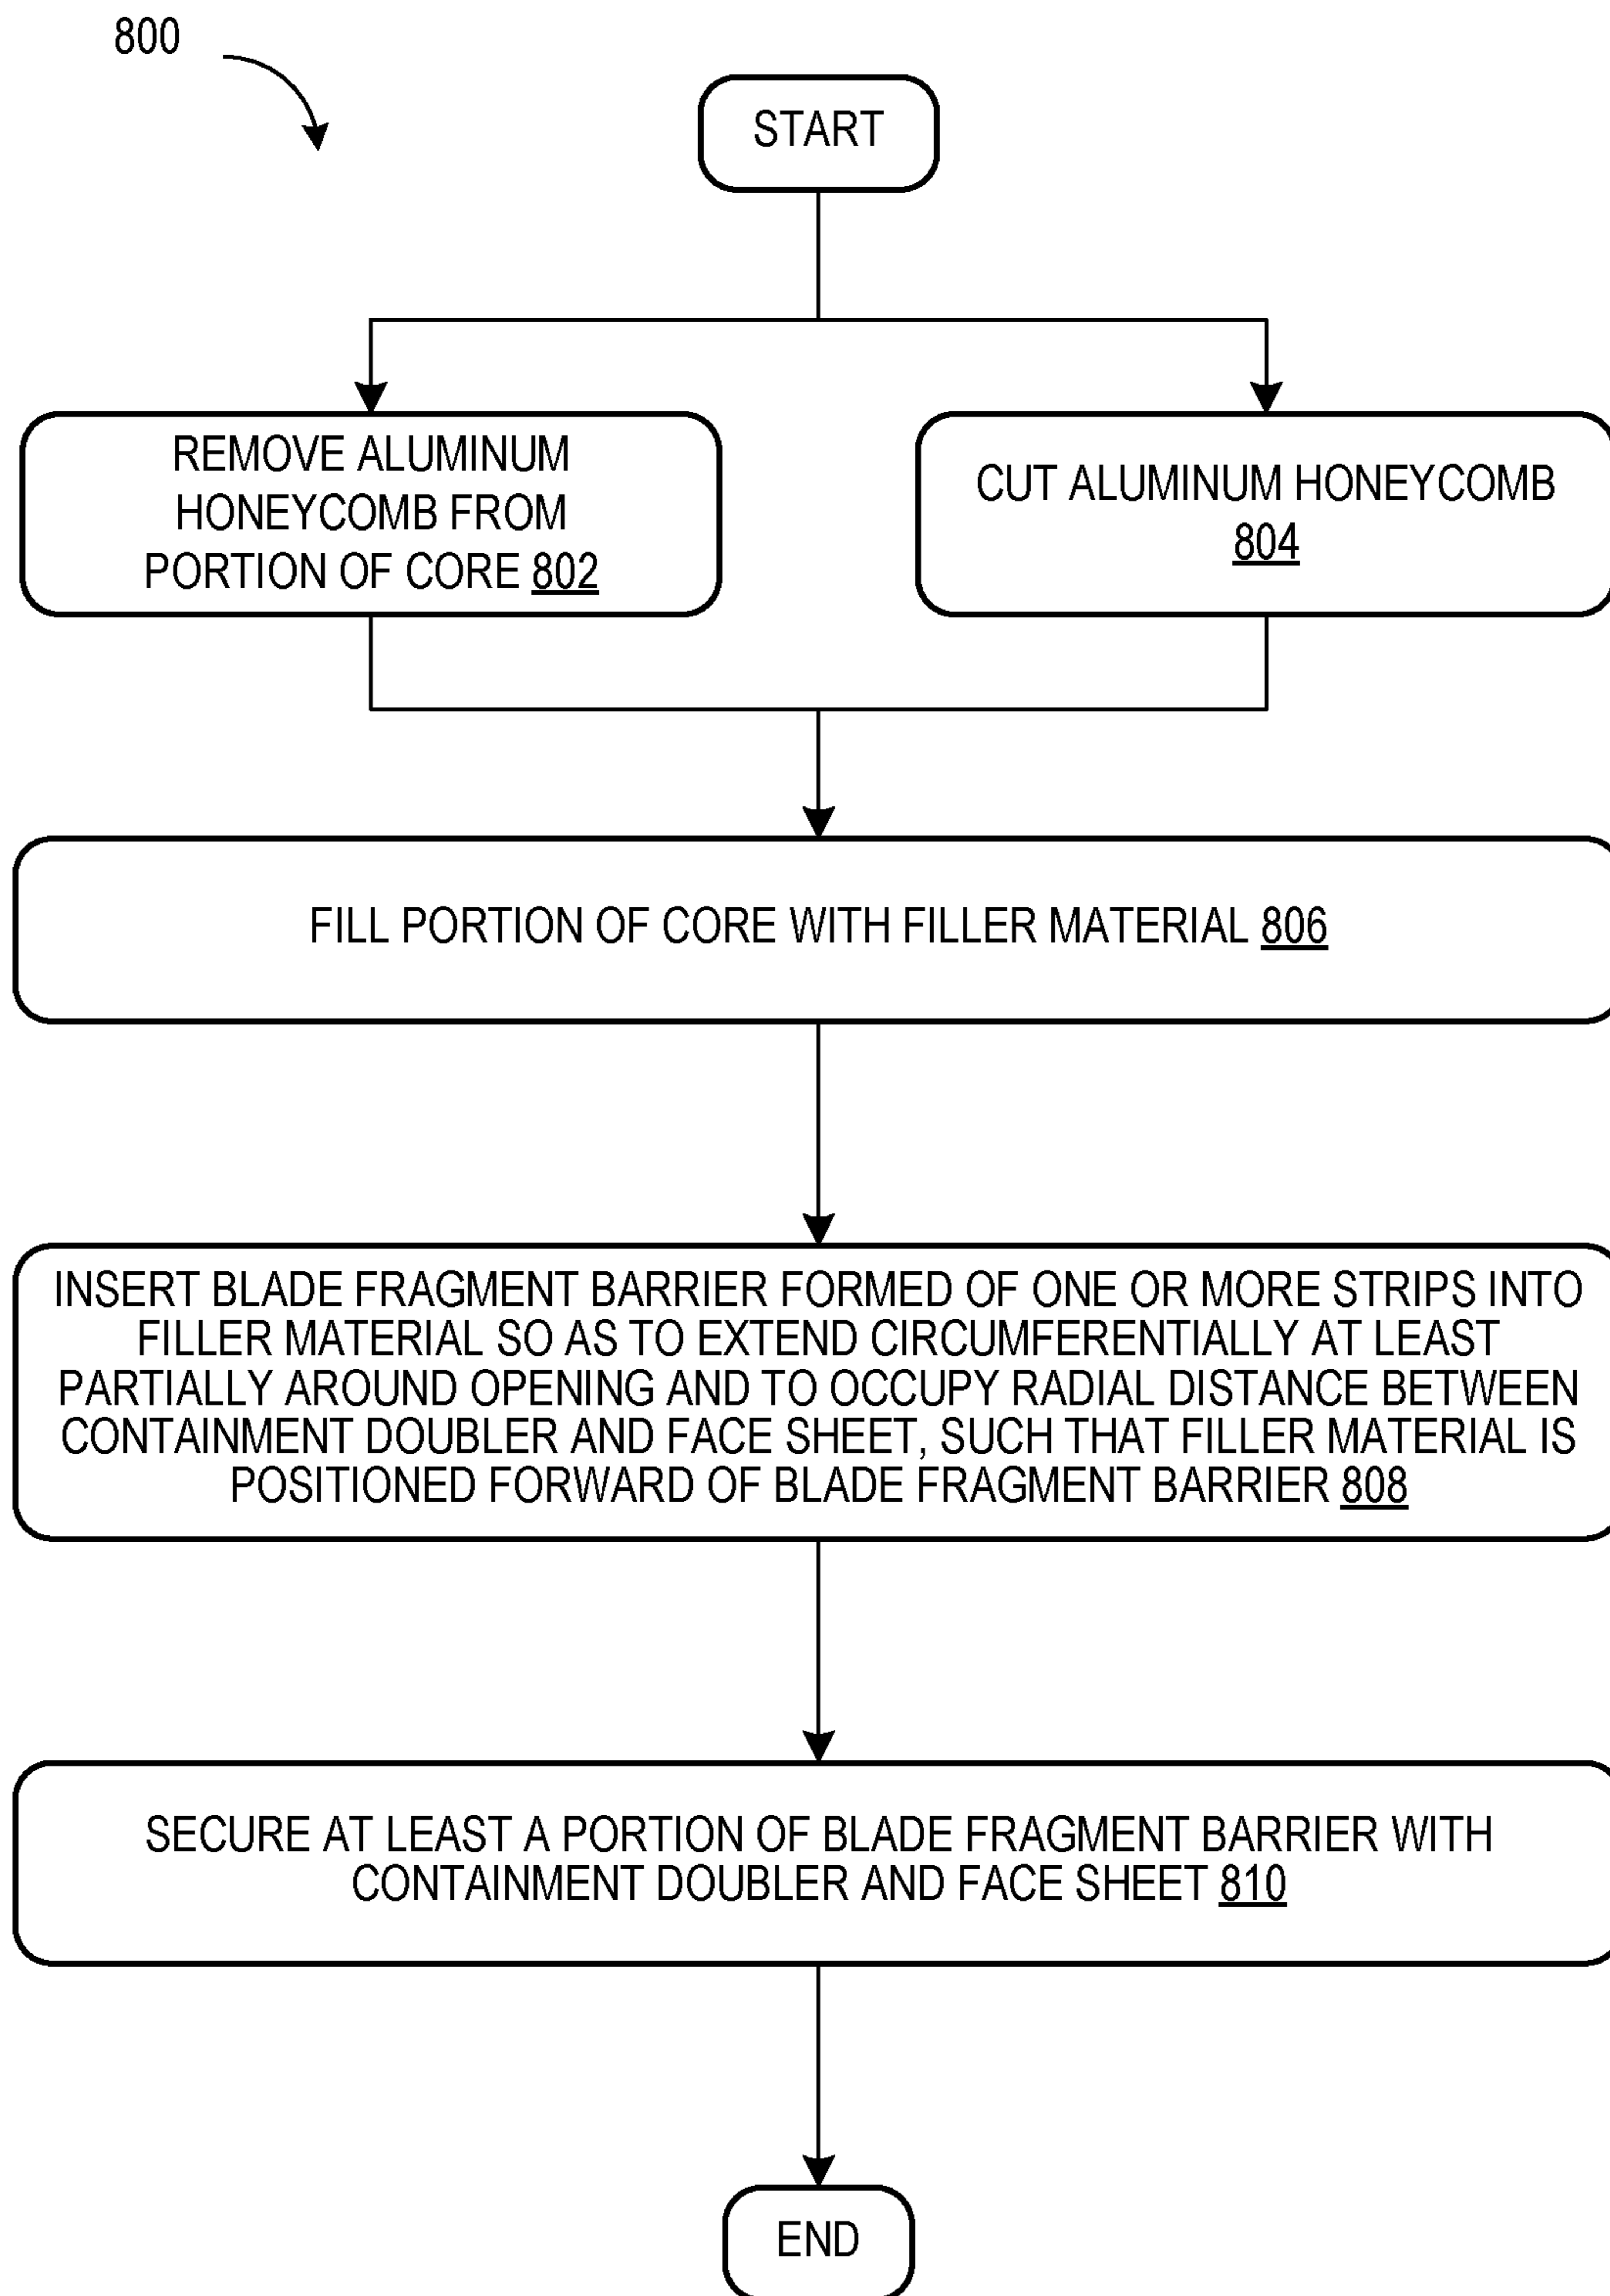 800
START
REMOVE ALUMINUM
HONEYCOMB FROM
PORTION OF CORE 802
CUT ALUMINUM HONEYCOMB
804
FILL PORTION OF CORE WITH FILLER MATERIAL 806
INSERT BLADE FRAGMENT BARRIER FORMED OF ONE OR MORE STRIPS INTO
FILLER MATERIAL SO AS TO EXTEND CIRCUMFERENTIALLY AT LEAST
PARTIALLY AROUND OPENING AND TO OCCUPY RADIAL DISTANCE BETWEEN
CONTAINMENT DOUBLER AND FACE SHEET, SUCH THAT FILLER MATERIAL IS
POSITIONED FORWARD OF BLADE FRAGMENT BARRIER 808
SECURE AT LEAST A PORTION OF BLADE FRAGMENT BARRIER WITH
CONTAINMENT DOUBLER AND FACE SHEET 810
END